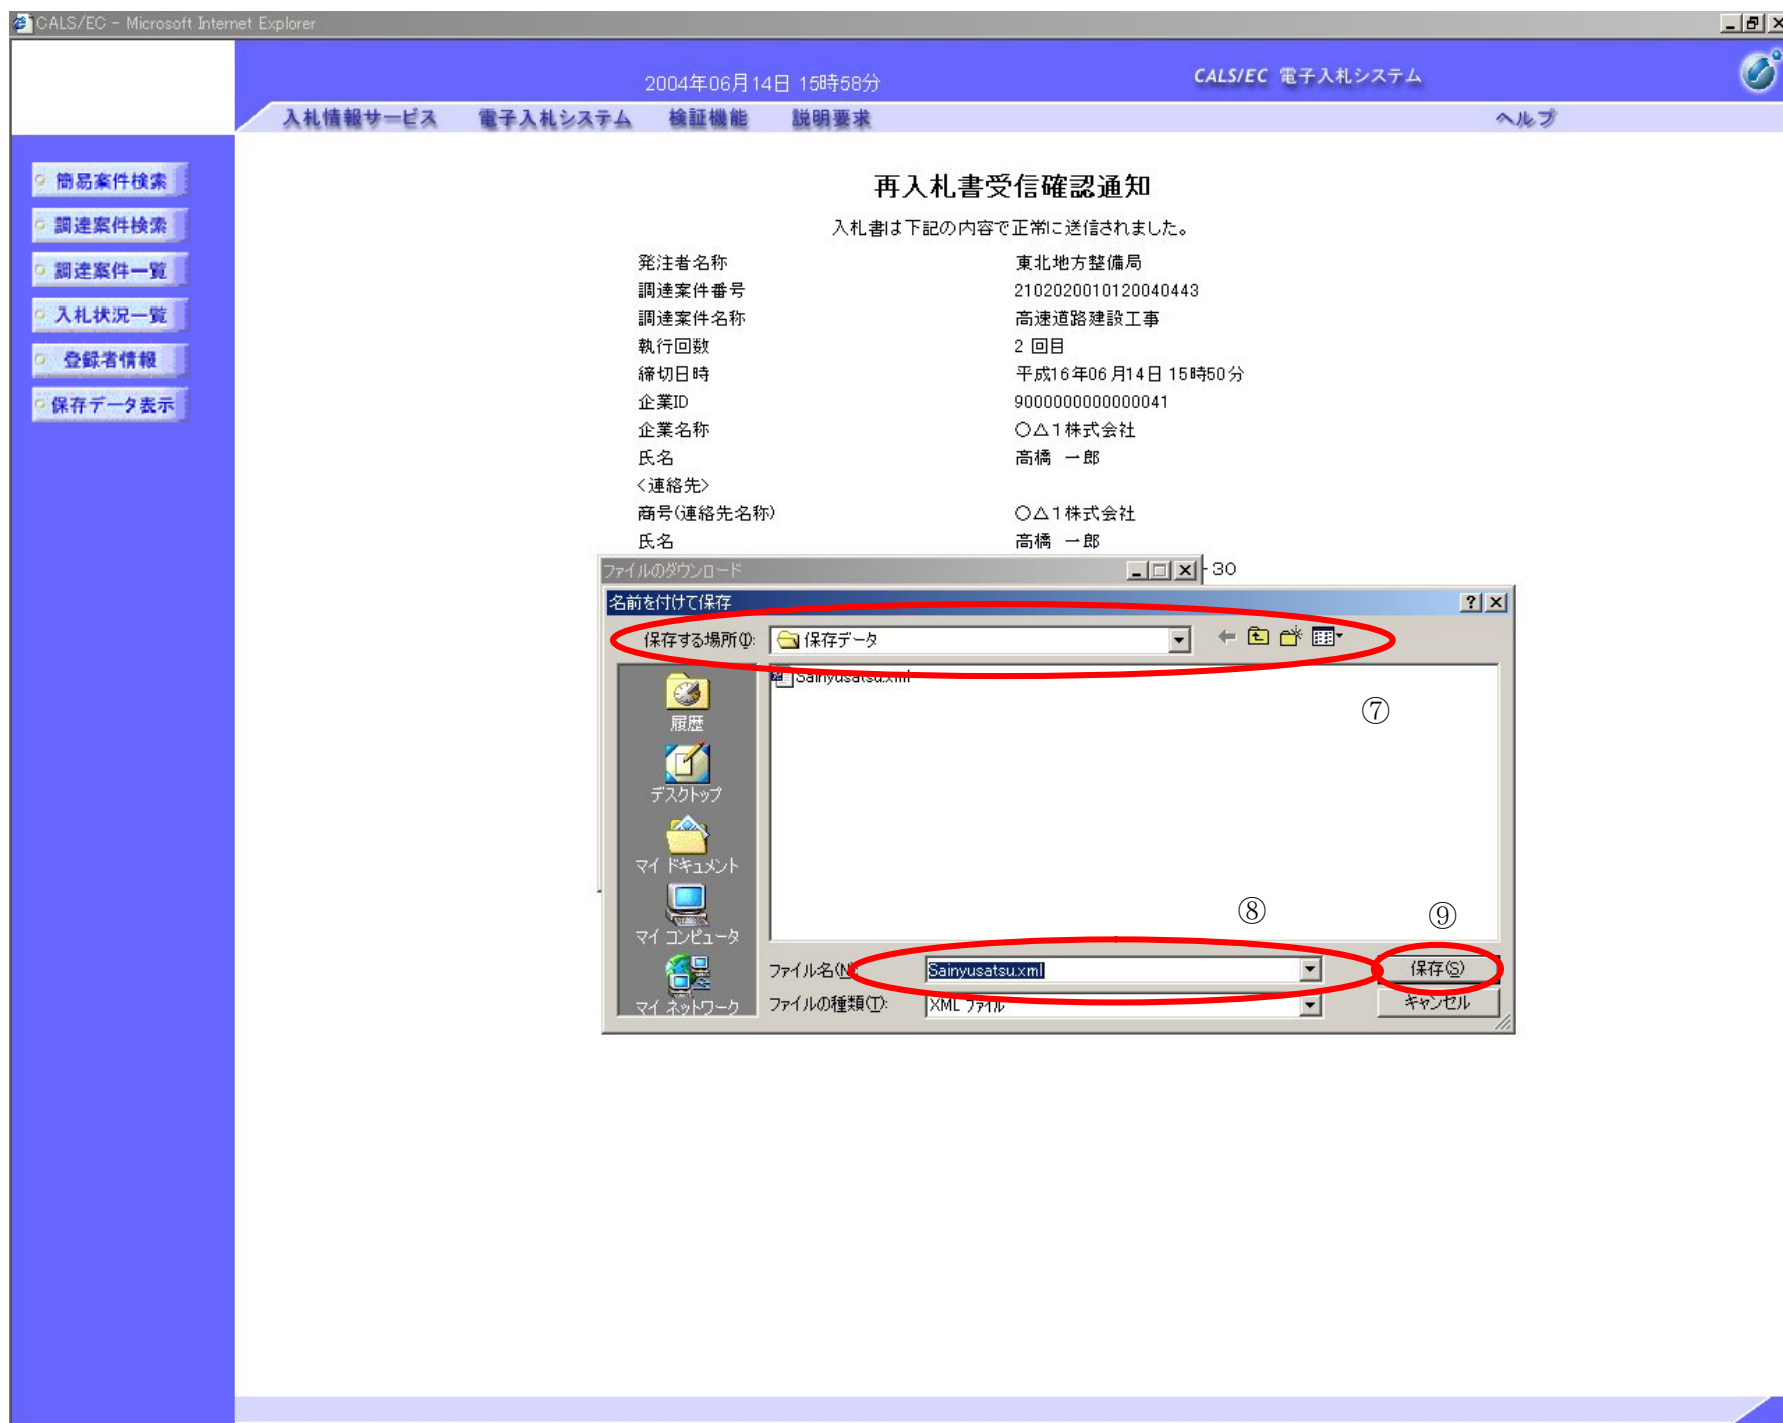 CALS/EC - Microsoft Internet Explorer
2004年06月14日 15時58分
CALS/EC 電子入札システム
入札情報サービス 電子入札システム 検証機能 説明要求 ヘルプ
簡易案件検索
調達案件検索
調達案件一覧
入札状況一覧
登録者情報
保存データ表示
再入札書受信確認通知
入札書は下記の内容で正常に送信されました。
発注者名称 東北地方整備局
調達案件番号 2102020010120040443
調達案件名称 高速道路建設工事
執行回数 2 回目
締切日時 平成16年06月14日 15時50分
企業ID 9000000000000041
企業名称 ○△1株式会社
氏名 高橋 一郎
<連絡先>
商号(連絡先名称) ○△1株式会社
氏名 高橋 一郎
-30
ファイルのダウンロード
名前を付けて保存
保存する場所(I): 保存データ
Sainyusatsu.xml
⑦
履歴
デスクトップ
マイ ドキュメント
マイ コンピュータ
マイ ネットワーク
⑧ ⑨
ファイル名(N): Sainyusatsu.xml 保存(S)
ファイルの種類(T): XML ファイル キャンセル